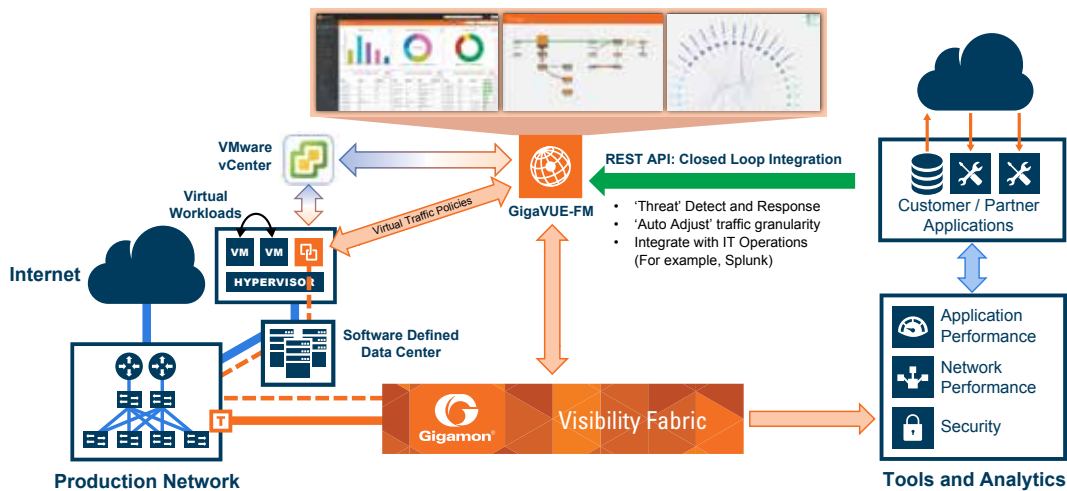 VMware
vCenter
REST API: Closed Loop Integration
GigaVUE-FM
• 'Threat' Detect and Response
• 'Auto Adjust' traffic granularity
• Integrate with IT Operations
(For example, Splunk)
Customer / Partner
Applications
Virtual
Workloads
Virtual Traffic Policies
VM
VM
HYPERVISOR
Internet
Software Defined
Data Center
Application
Performance
Network
Performance
Security
T
Gigamon®
Visibility Fabric
Production Network
Tools and Analytics